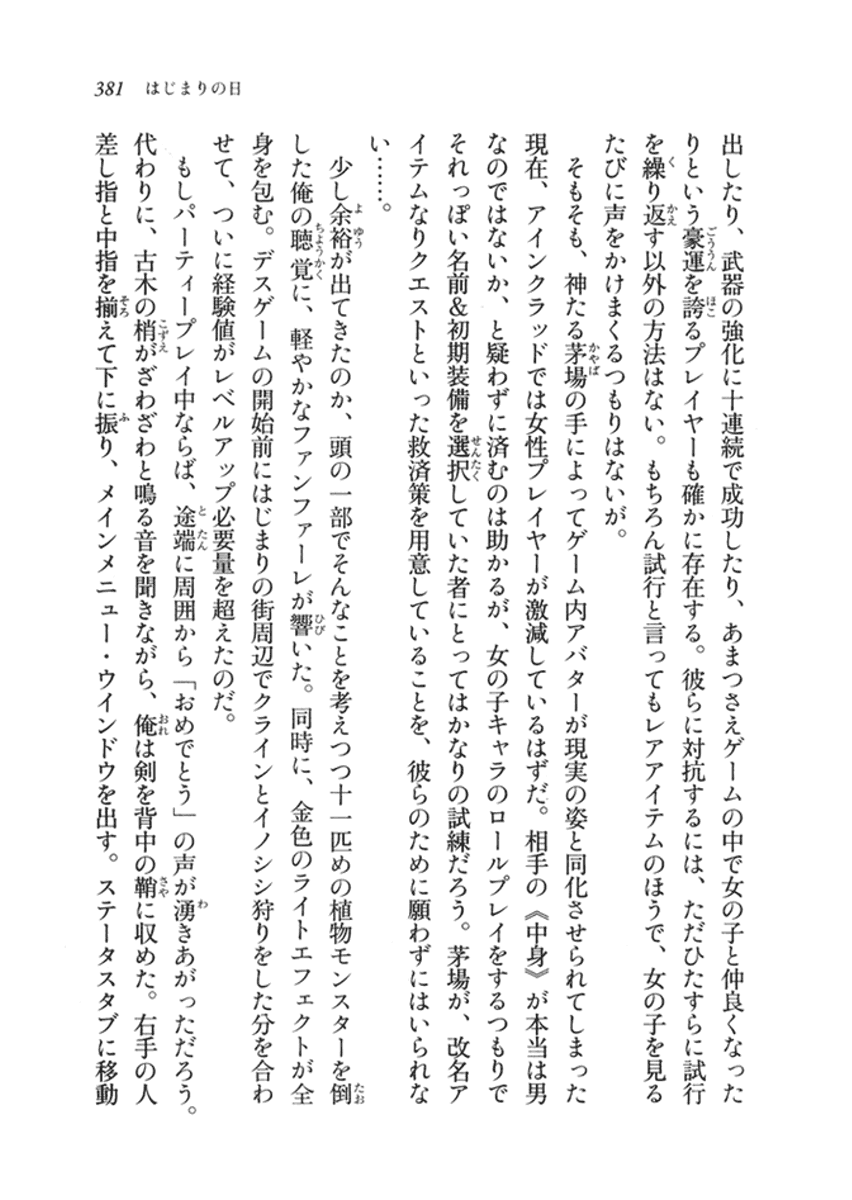 381 はじまりの日
出したり、武器の強化に十連続で成功したり、あまつさえゲームの中で女の子と仲良くなった
りという豪運を誇るプレイヤーも確かに存在する。彼らに対抗するには、ただひたすらに試行
を繰り返す以外の方法はない。もちろん試行と言ってもレアアイテムのほうで、女の子を見る
たびに声をかけまくるつもりはないが。
そもそも、神たる茅場の手によってゲーム内アバターが現実の姿と同化させられてしまった
現在、アインクラッドでは女性プレイヤーが激減しているはずだ。相手の《中身》が本当は男
なのではないか、と疑わずに済むのは助かるが、女の子キャラのロールプレイをするつもりで
それっぽい名前&初期装備を選択していた者にとってはかなりの試練だろう。茅場が、改名ア
イテムなりクエストといった救済策を用意していることを、彼らのために願わずにはいられな
い……。
少し余裕が出てきたのか、頭の一部でそんなことを考えつつ十一匹めの植物モンスターを倒
した俺の聴覚に、軽やかなファンファーレが響いた。同時に、金色のライトエフェクトが全
身を包む。デスゲームの開始前にはじまりの街周辺でクラインとイノシシ狩りをした分を合わ
せて、ついに経験値がレベルアップ必要量を超えたのだ。
もしパーティープレイ中ならば、途端に周囲から「おめでとう」の声が湧きあがっただろう。
代わりに、古木の梢がざわざわと鳴る音を聞きながら、俺は剣を背中の鞘に収めた。右手の人
差し指と中指を揃えて下に振り、メインメニュー・ウインドウを出す。ステータスタブに移動